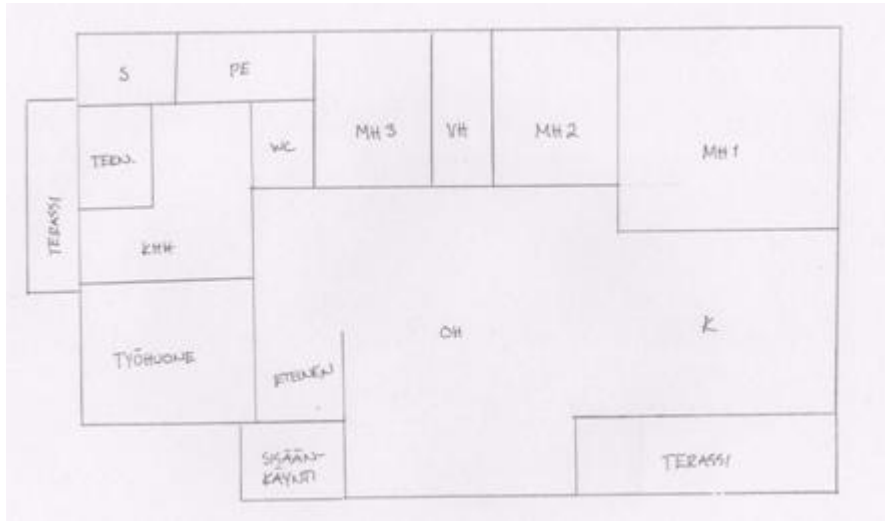 S
PE
MH 3
VH
MH 2
MH 1
WC
TEKN.
TERASSI
KHH
TYÖHUONE
ETEINEN
OH
K
SISÄÄN-
KÄYNTI
TERASSI